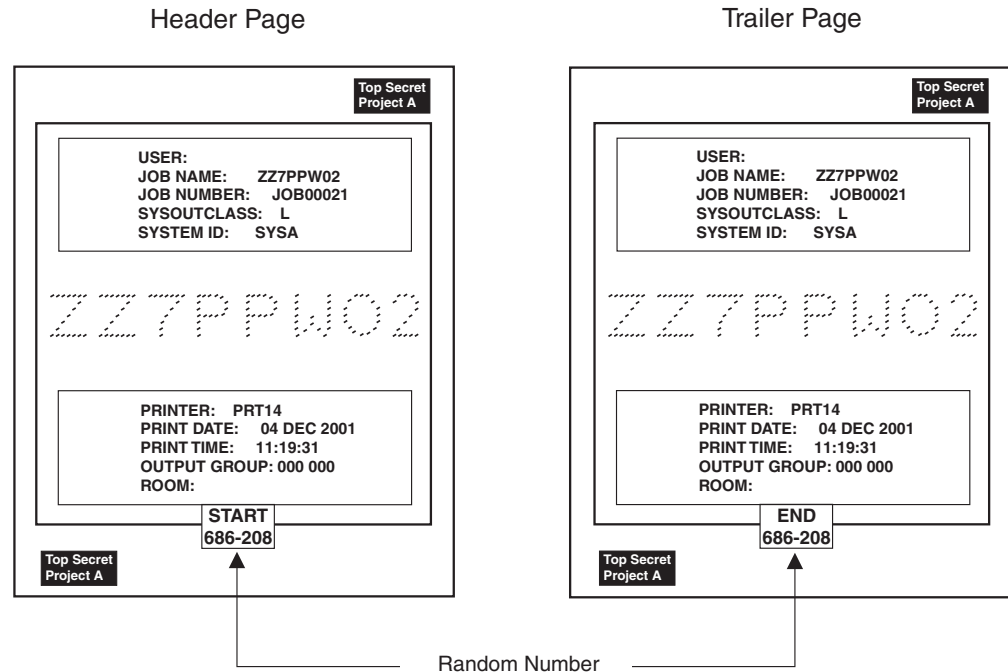 Header Page
Top Secret
Project A
USER:
JOB NAME: ZZ7PPW02
JOB NUMBER: JOB00021
SYSOUTCLASS: L
SYSTEM ID: SYSA
ZZ7PPW02
PRINTER: PRT14
PRINT DATE: 04 DEC 2001
PRINT TIME: 11:19:31
OUTPUT GROUP: 000 000
ROOM:
START
686-208
Top Secret
Project A
Trailer Page
Top Secret
Project A
USER:
JOB NAME: ZZ7PPW02
JOB NUMBER: JOB00021
SYSOUTCLASS: L
SYSTEM ID: SYSA
ZZ7PPW02
PRINTER: PRT14
PRINT DATE: 04 DEC 2001
PRINT TIME: 11:19:31
OUTPUT GROUP: 000 000
ROOM:
END
686-208
Top Secret
Project A
Random Number